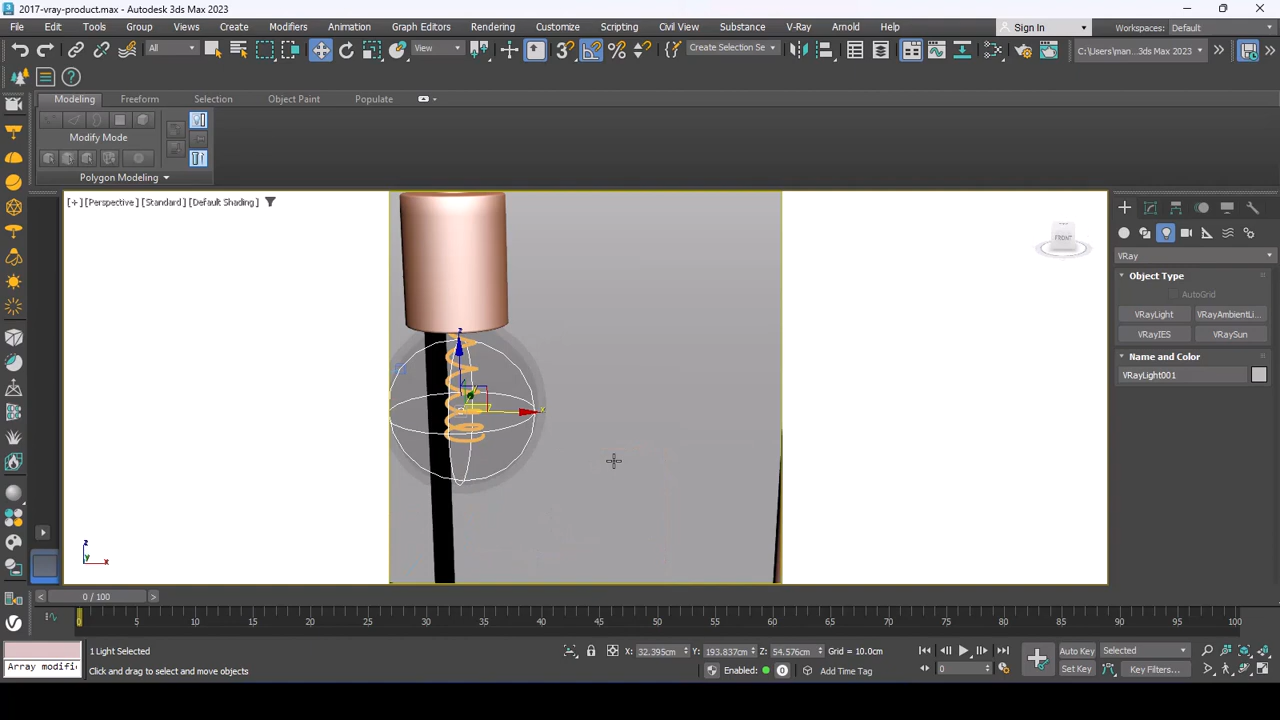 2017-vray-product.max - Autodesk 3ds Max 2023
File Edit Tools Group Views Create Modifiers Animation Graph Editors Rendering Customize Scripting Civil View Substance V-Ray Arnold Help
Sign In
Workspaces: Default
All
View
Create Selection Se
C:\Users\man...3ds Max 2023
Modeling Freeform Selection Object Paint Populate
Modify Mode
Polygon Modeling
[+] [Perspective] [Standard] [Default Shading]
FRONT
VRay
Object Type
AutoGrid
VRayLight VRayAmbientLi...
VRayIES VRaySun
Name and Color
VRayLight001
z
x
z
y
x
0 / 100
0 5 10 15 20 25 30 35 40 45 50 55 60 65 70 75 80 85 90 95 100
Array modifi
1 Light Selected
Click and drag to select and move objects
X: 32.395cm Y: 193.837cm Z: 54.576cm Grid = 10.0cm
Enabled:
Add Time Tag
0
Auto Key Selected
Set Key Key Filters...